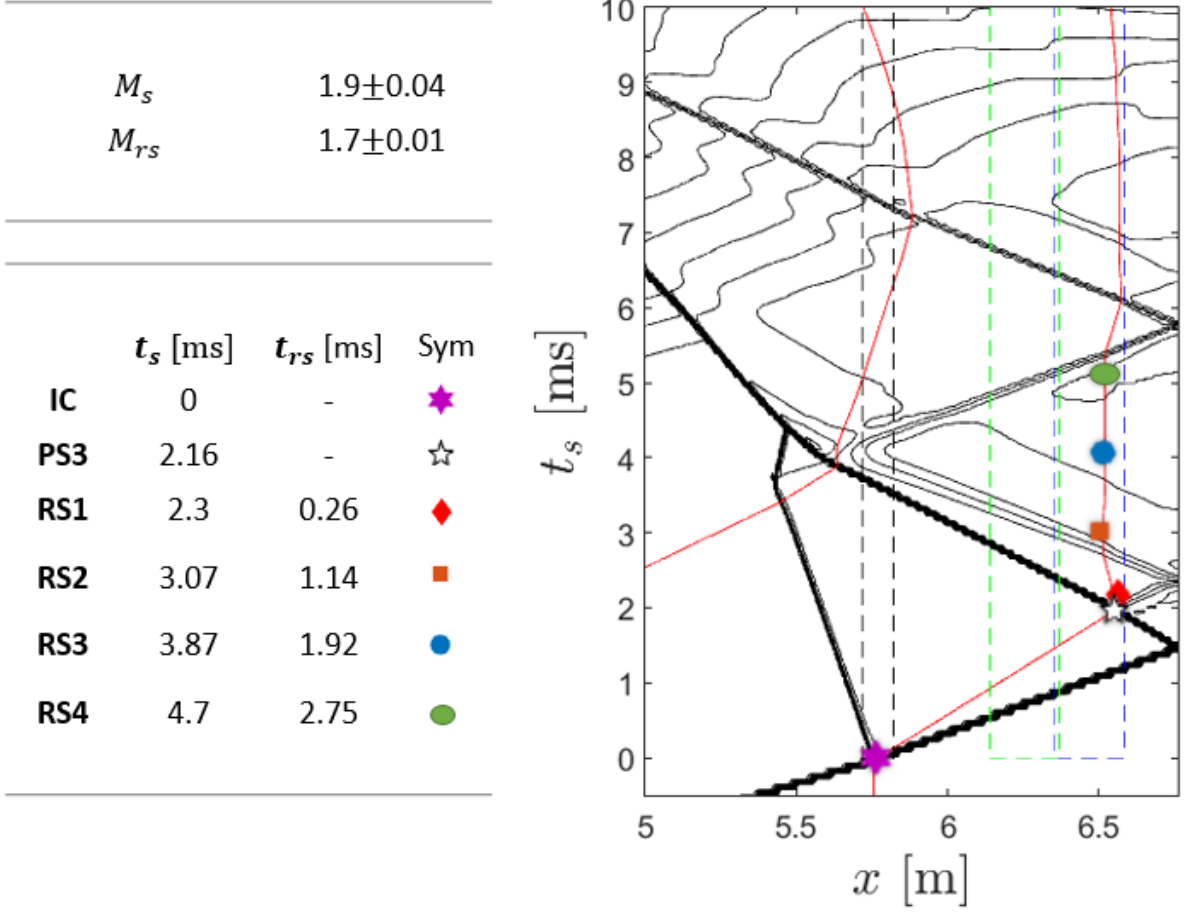 M_s 1.9±0.04
M_rs 1.7±0.01
t_s [ms] t_rs [ms] Sym
IC 0 -
PS3 2.16 -
RS1 2.3 0.26
RS2 3.07 1.14
RS3 3.87 1.92
RS4 4.7 2.75
10
9
8
7
6
5
4
3
2
1
0
t_s [ms]
5 5.5 6 6.5
x [m]